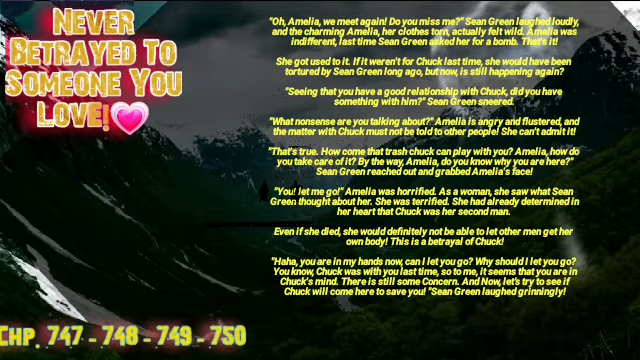 Never
Betrayed To
Someone You
Love!
"Oh, Amelia, we meet again! Do you miss me?" Sean Green laughed loudly,
and the charming Amelia, her clothes torn, actually felt wild. Amelia was
indifferent, last time Sean Green asked her for a bomb. That's it!
She got used to it. If it weren't for Chuck last time, she would have been
tortured by Sean Green long ago, but now, is still happening again?
"Seeing that you have a good relationship with Chuck, did you have
something with him?" Sean Green sneered.
"What nonsense are you talking about?" Amelia is angry and flustered, and
the matter with Chuck must not be told to other people! She can't admit it!
"That's true. How come that trash chuck can play with you? Amelia, how do
you take care of it? By the way, Amelia, do you know why you are here?"
Sean Green reached out and grabbed Amelia's face!
"You! let me go!" Amelia was horrified. As a woman, she saw what Sean
Green thought about her. She was terrified. She had already determined in
her heart that Chuck was her second man.
Even if she died, she would definitely not be able to let other men get her
own body! This is a betrayal of Chuck!
"Haha, you are in my hands now, can I let you go? Why should I let you go?
You know, Chuck was with you last time, so to me, it seems that you are in
Chuck's mind. There is still some Concern. And Now, let's try to see if
Chuck will come here to save you! "Sean Green laughed grinningly!
Chp. 747 - 748 - 749 - 750